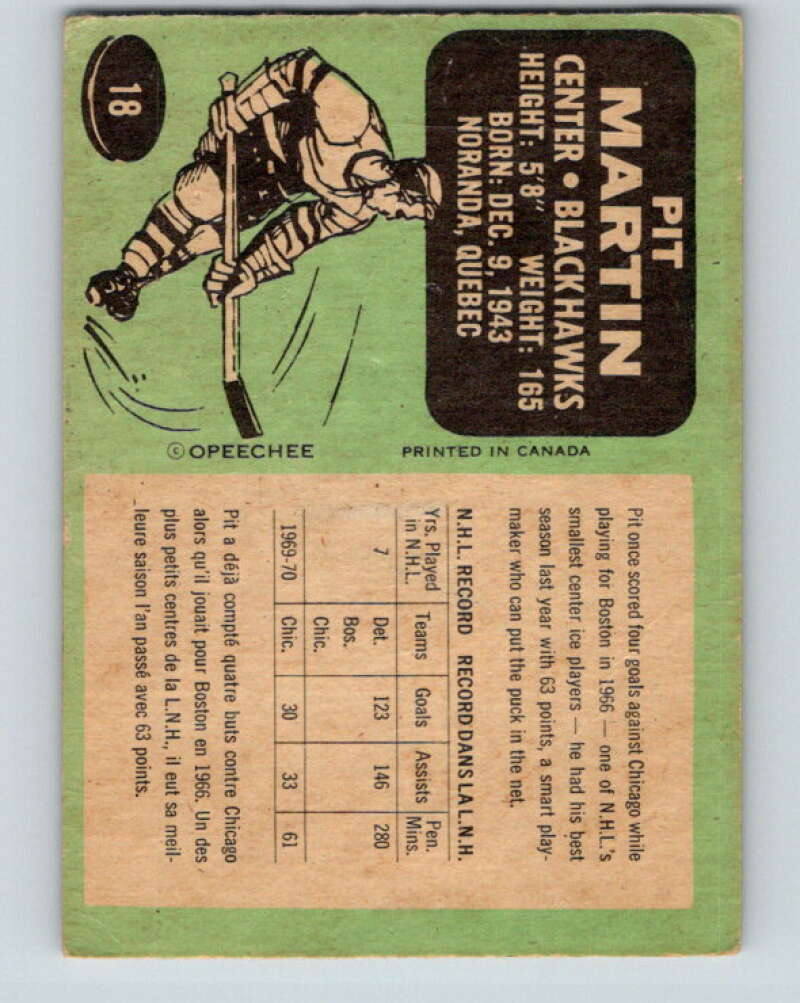 18
PIT
MARTIN
CENTER • BLACK HAWKS
HEIGHT: 5'8" WEIGHT: 165
BORN: DEC. 9, 1943
NORANDA, QUEBEC
© OPEECHEE
PRINTED IN CANADA
Pit once scored four goals against Chicago while
playing for Boston in 1966 — one of N.H.L.'s
smallest center ice players — he had his best
season last year with 63 points, a smart play-
maker who can put the puck in the net.
N.H.L. RECORD RECORD DANS LA L.N.H.
Yrs. Played in N.H.L. Teams Goals Assists Pen. Mins.
7 Det. 123 146 280
Bos.
Chic.
1969-70 Chic. 30 33 61
Pit a déjà compté quatre buts contre Chicago
alors qu'il jouait pour Boston en 1966. Un des
plus petits centres de la L.N.H., il eut sa meil-
leure saison l'an passé avec 63 points.